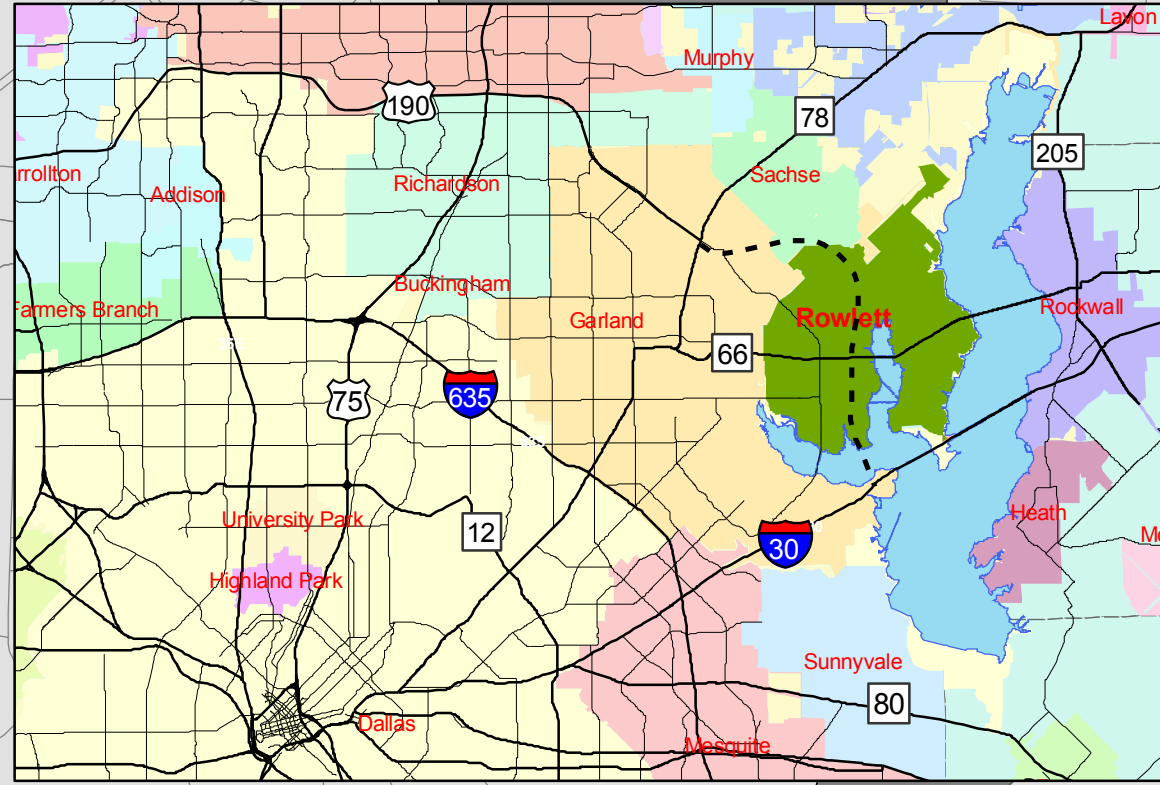 Lavon
Murphy
190
78
205
rrollton
Addison
Richardson
Sachse
Buckingham
Farmers Branch
Garland
Rowlett
Rockwall
66
75
635
University Park
12
Heath
30
Mc
Highland Park
Sunnyvale
80
Dallas
Mesquite